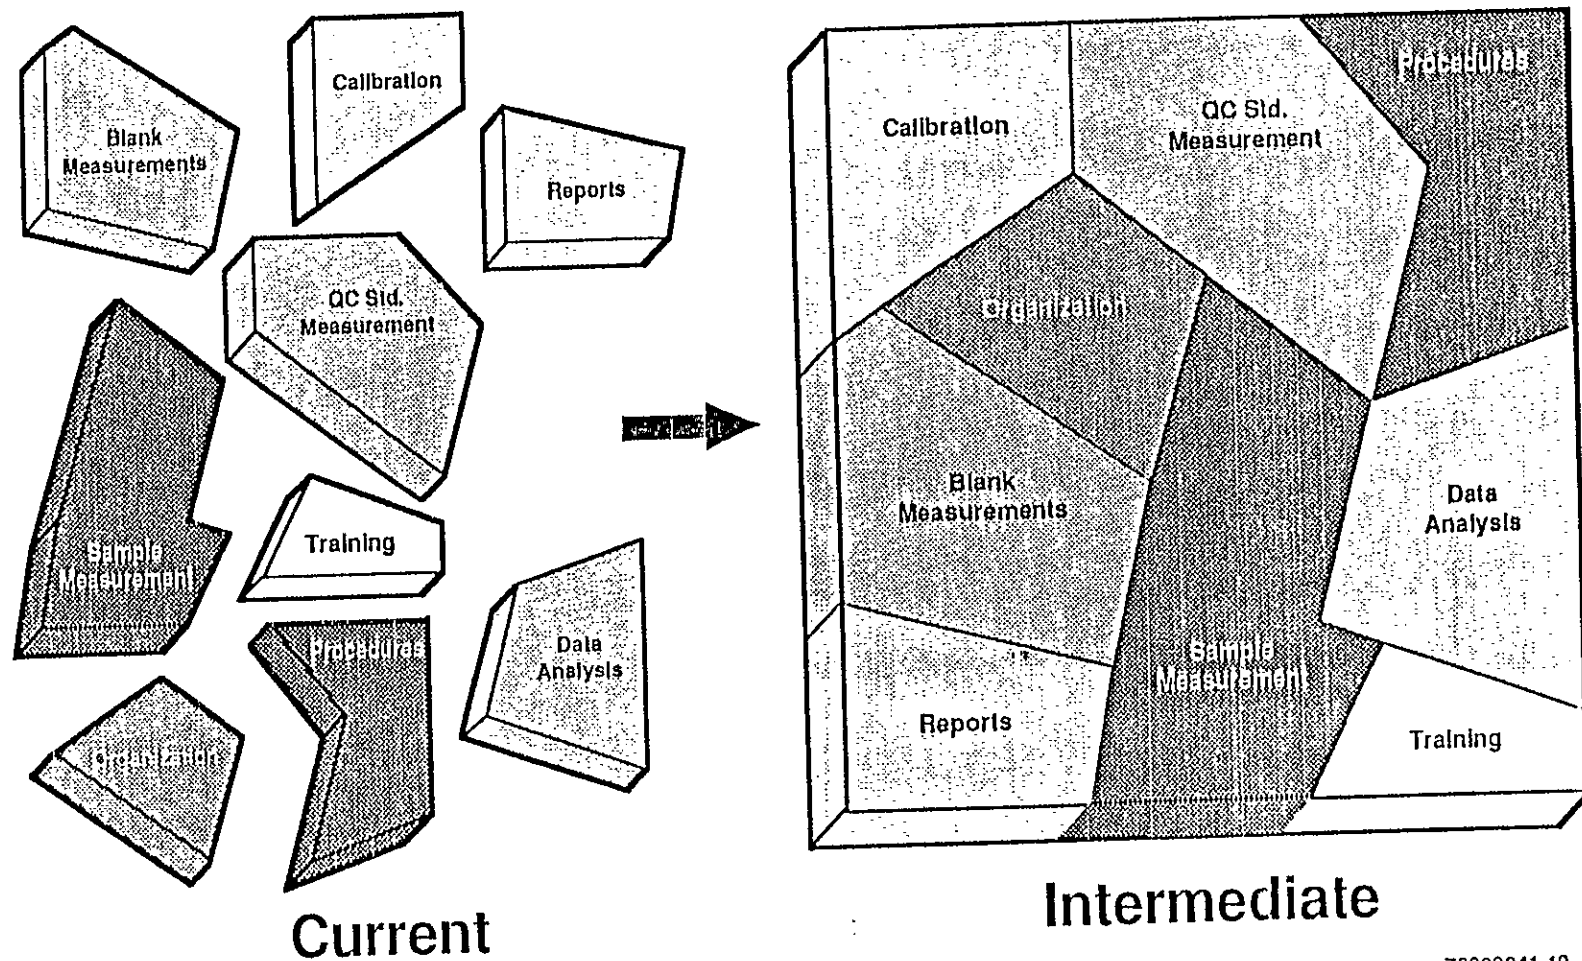 Calibration
Blank
Measurements
Reports
QC Std.
Measurement
Sample
Measurement
Training
Procedures
Data
Analysis
Organization
Current
Procedures
Calibration
QC Std.
Measurement
Organization
Blank
Measurements
Data
Analysis
Sample
Measurement
Reports
Training
Intermediate